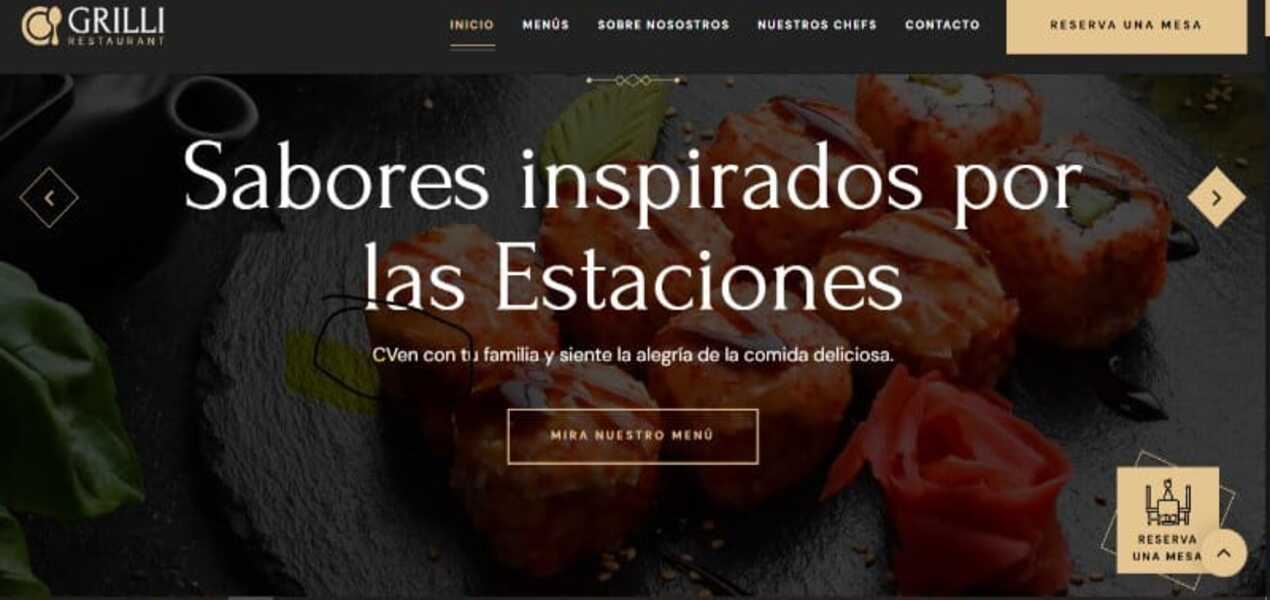 GRILLI
RESTAURANT
INICIO MENÚS SOBRE NOSOSTROS NUESTROS CHEFS CONTACTO RESERVA UNA MESA
Sabores inspirados por
las Estaciones
CVen con tu familia y siente la alegría de la comida deliciosa.
MIRA NUESTRO MENÚ
RESERVA
UNA MESA